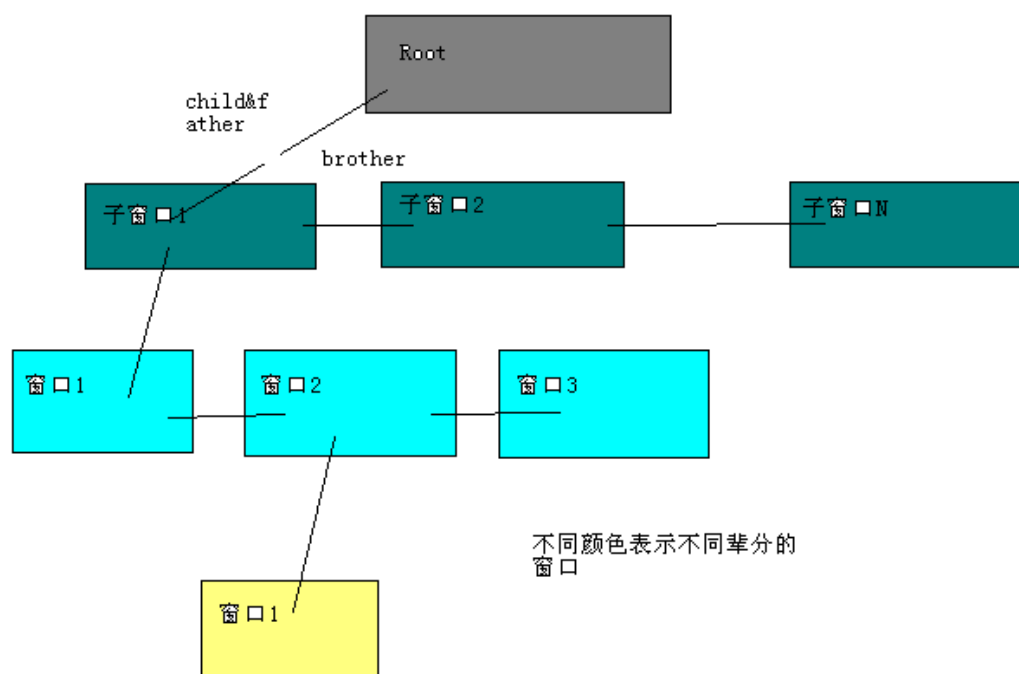 Root
child&f
ather
brother
子窗口1
子窗口2
子窗口N
窗口1
窗口2
窗口3
不同颜色表示不同辈分的
窗口
窗口1